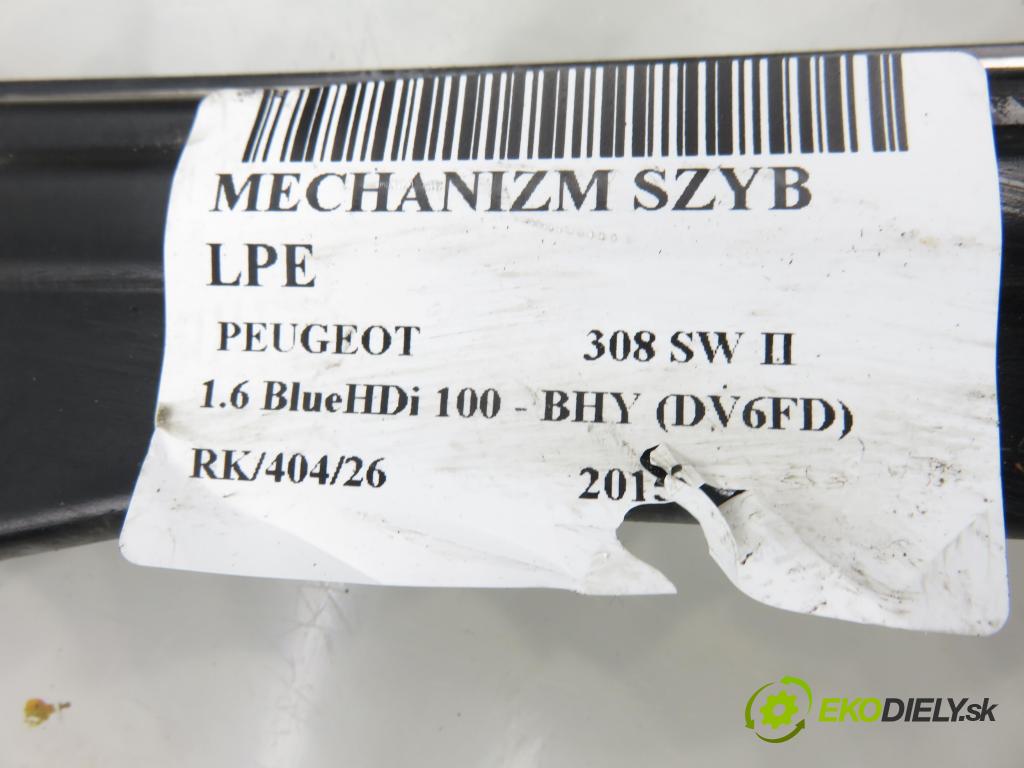 MECHANIZM SZYB
LPE
PEUGEOT 308 SW II
1.6 BlueHDi 100 - BHY (DV6FD)
RK/404/26
EKODIELY.sk